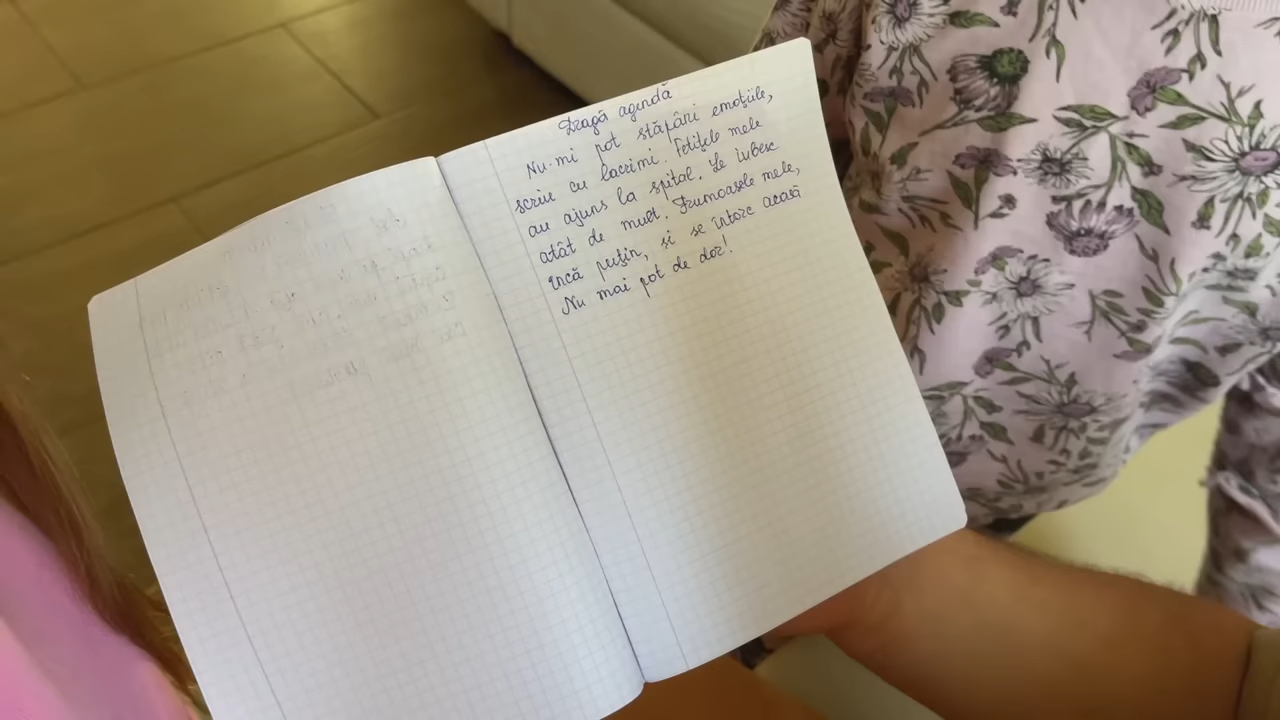 Dragă agendă
Nu-mi pot stăpâni emoțiile,
scriu cu lacrimi. Fetițele mele
au ajuns la spital. Le iubesc
atât de mult. Frumoasele mele,
încă puțin, și se întorc acasă
Nu mai pot de dor!